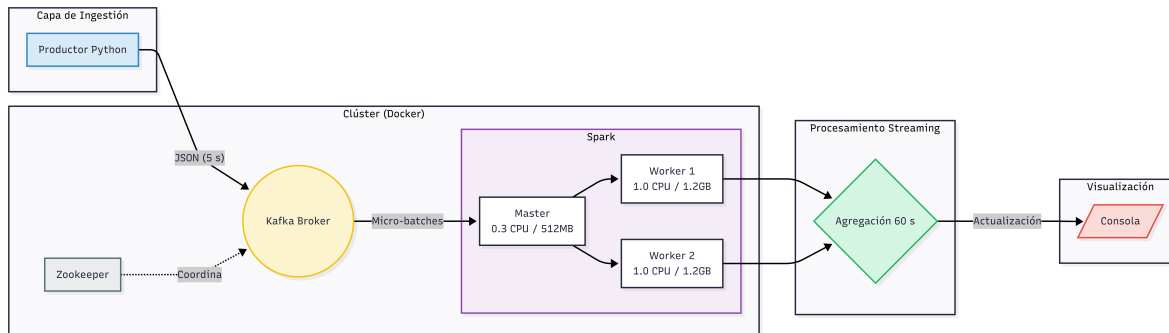 Capa de Ingestión
Productor Python
Clúster (Docker)
JSON (5 s)
Kafka Broker
Zookeeper
Coordina
Micro-batches
Spark
Master
0.3 CPU / 512MB
Worker 1
1.0 CPU / 1.2GB
Worker 2
1.0 CPU / 1.2GB
Procesamiento Streaming
Agregación 60 s
Actualización
Visualización
Consola